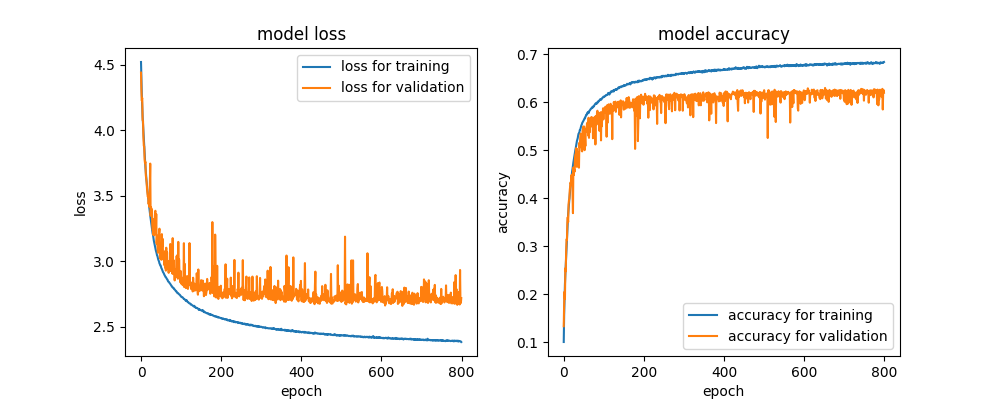 model loss
loss
4.5
4.0
3.5
3.0
2.5
loss for training
loss for validation
0 200 400 600 800
epoch
model accuracy
accuracy
0.7
0.6
0.5
0.4
0.3
0.2
0.1
accuracy for training
accuracy for validation
0 200 400 600 800
epoch